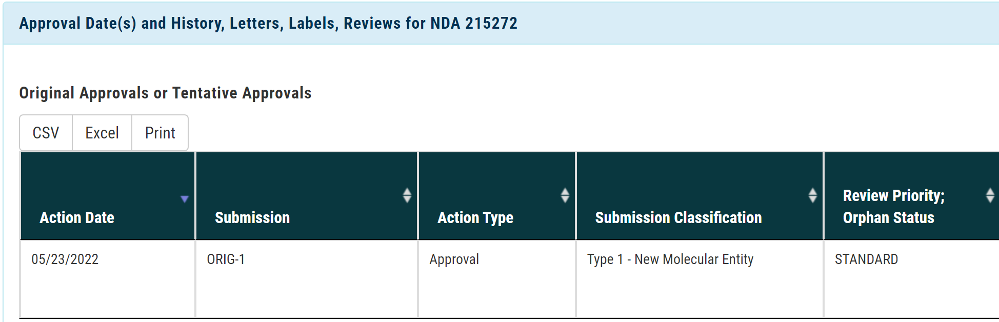 Approval Date(s) and History, Letters, Labels, Reviews for NDA 215272
Original Approvals or Tentative Approvals
CSV Excel Print
Action Date Submission Action Type Submission Classification Review Priority;
Orphan Status
05/23/2022 ORIG-1 Approval Type 1 - New Molecular Entity STANDARD